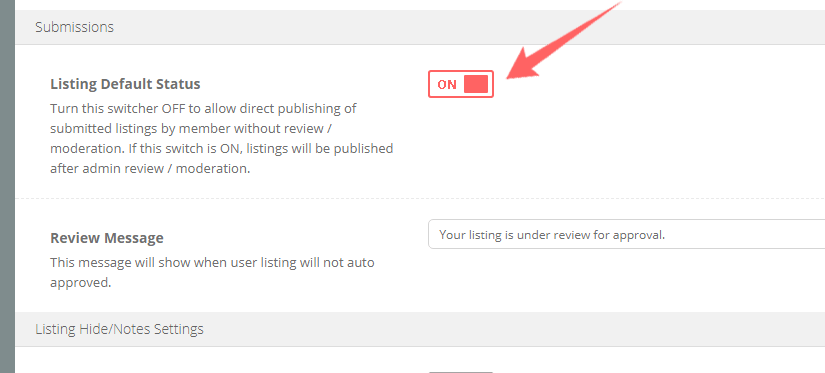 Submissions
Listing Default Status
ON
Turn this switcher OFF to allow direct publishing of
submitted listings by member without review /
moderation. If this switch is ON, listings will be published
after admin review / moderation.
Review Message
Your listing is under review for approval.
This message will show when user listing will not auto
approved.
Listing Hide/Notes Settings